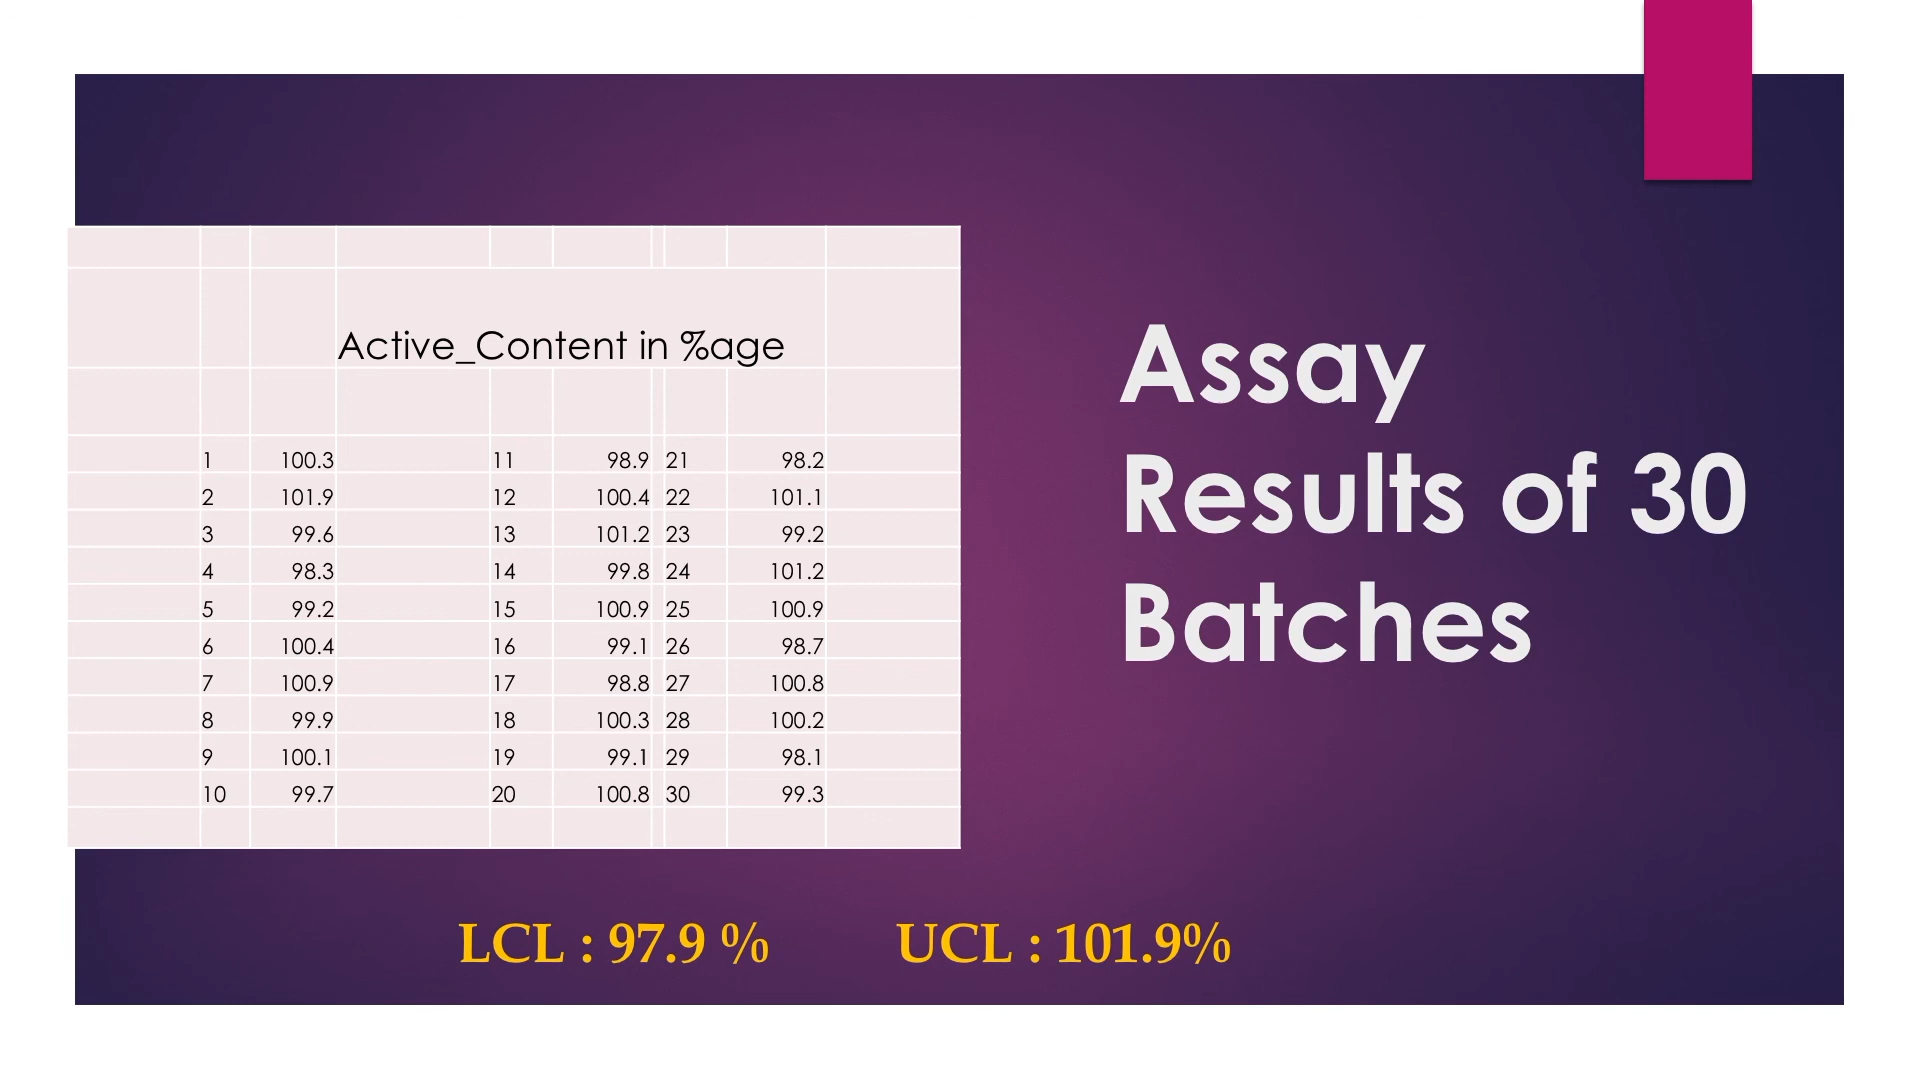 Active_Content in %age
1 100.3 11 98.9 21 98.2
2 101.9 12 100.4 22 101.1
3 99.6 13 101.2 23 99.2
4 98.3 14 99.8 24 101.2
5 99.2 15 100.9 25 100.9
6 100.4 16 99.1 26 98.7
7 100.9 17 98.8 27 100.8
8 99.9 18 100.3 28 100.2
9 100.1 19 99.1 29 98.1
10 99.7 20 100.8 30 99.3
Assay
Results of 30
Batches
LCL : 97.9 % UCL : 101.9%